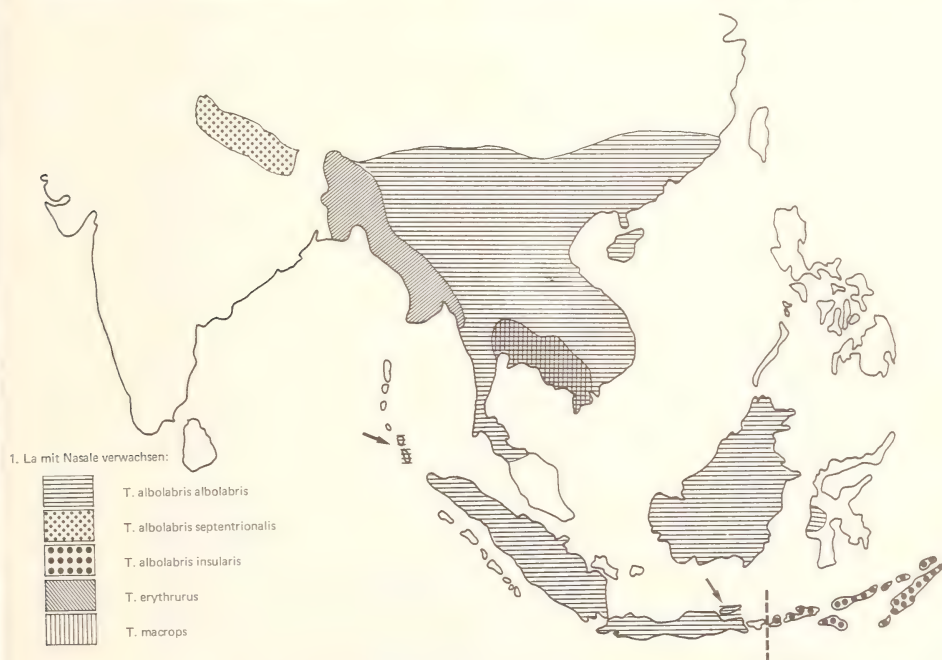 1. La mit Nasale verwachsen:
T. albolabris albolabris
T. albolabris septentrionalis
T. albolabris insularis
T. erythrurus
T. macrops